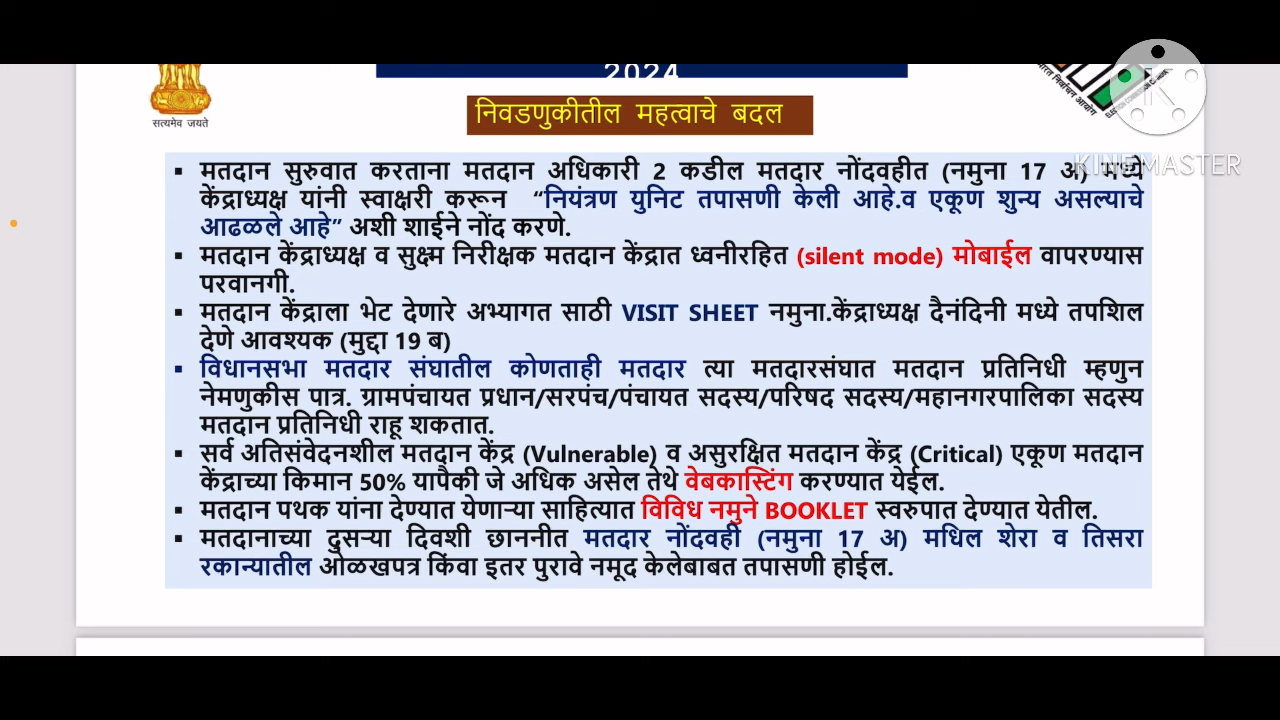 2024
सत्यमेव जयते
भारत निर्वाचन आयोग
KINEMASTER
निवडणुकीतील महत्वाचे बदल
▪ मतदान सुरुवात करताना मतदान अधिकारी 2 कडील मतदार नोंदवहीत (नमुना 17 अ) मध्ये
केंद्राध्यक्ष यांनी स्वाक्षरी करून “नियंत्रण युनिट तपासणी केली आहे.व एकूण शुन्य असल्याचे
आढळले आहे” अशी शाईने नोंद करणे.
▪ मतदान केंद्राध्यक्ष व सुक्ष्म निरीक्षक मतदान केंद्रात ध्वनीरहित (silent mode) मोबाईल वापरण्यास
परवानगी.
▪ मतदान केंद्राला भेट देणारे अभ्यागत साठी VISIT SHEET नमुना.केंद्राध्यक्ष दैनंदिनी मध्ये तपशिल
देणे आवश्यक (मुद्दा 19 ब)
▪ विधानसभा मतदार संघातील कोणताही मतदार त्या मतदारसंघात मतदान प्रतिनिधी म्हणुन
नेमणुकीस पात्र. ग्रामपंचायत प्रधान/सरपंच/पंचायत सदस्य/परिषद सदस्य/महानगरपालिका सदस्य
मतदान प्रतिनिधी राहू शकतात.
▪ सर्व अतिसंवेदनशील मतदान केंद्र (Vulnerable) व असुरक्षित मतदान केंद्र (Critical) एकूण मतदान
केंद्राच्या किमान 50% यापैकी जे अधिक असेल तेथे वेबकास्टिंग करण्यात येईल.
▪ मतदान पथक यांना देण्यात येणाऱ्या साहित्यात विविध नमुने BOOKLET स्वरुपात देण्यात येतील.
▪ मतदानाच्या दुसऱ्या दिवशी छाननीत मतदार नोंदवही (नमुना 17 अ) मधिल शेरा व तिसरा
रकान्यातील ओळखपत्र किंवा इतर पुरावे नमूद केलेबाबत तपासणी होईल.